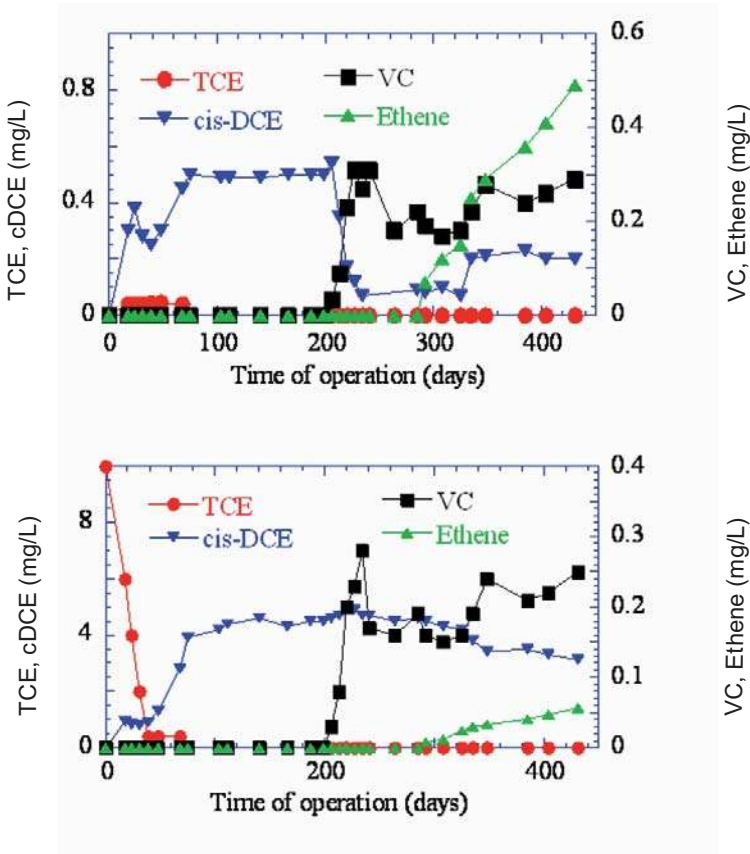 TCE, cDCE (mg/L)
0.8
0.4
0
TCE
VC
cis-DCE
Ethene
0.6
0.4
0.2
0
VC, Ethene (mg/L)
0 100 200 300 400
Time of operation (days)
TCE, cDCE (mg/L)
8
4
0
TCE
VC
cis-DCE
Ethene
0.4
0.3
0.2
0.1
0
VC, Ethene (mg/L)
0 200 400
Time of operation (days)